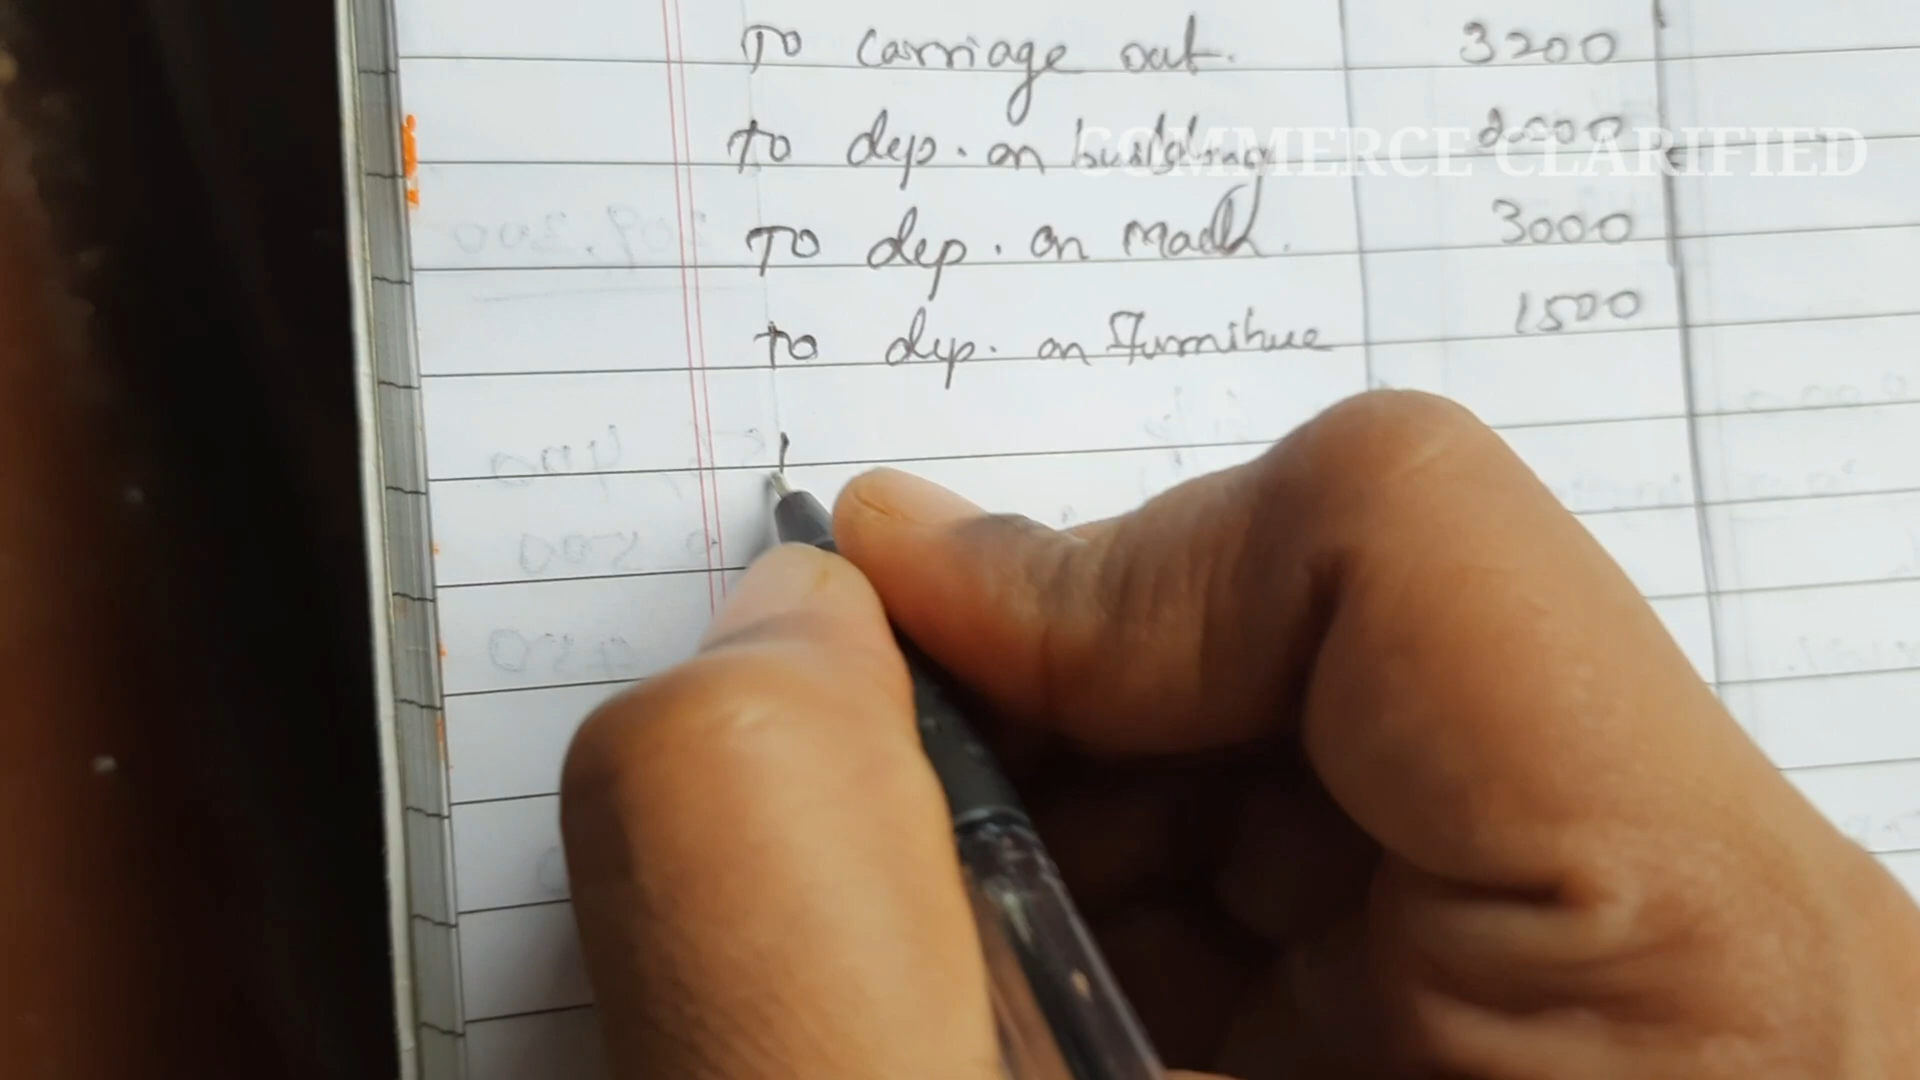 To carriage out. 3200
To dep. on building 2000
COMMERCE CLARIFIED
TO dep. on Mach. 3000
to dep. on Furniture 1500